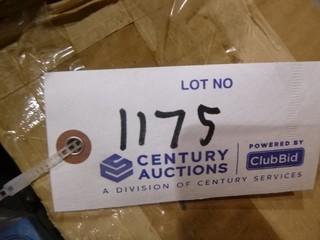 LOT NO
1175
CENTURY AUCTIONS
POWERED BY
ClubBid
A DIVISION OF CENTURY SERVICES